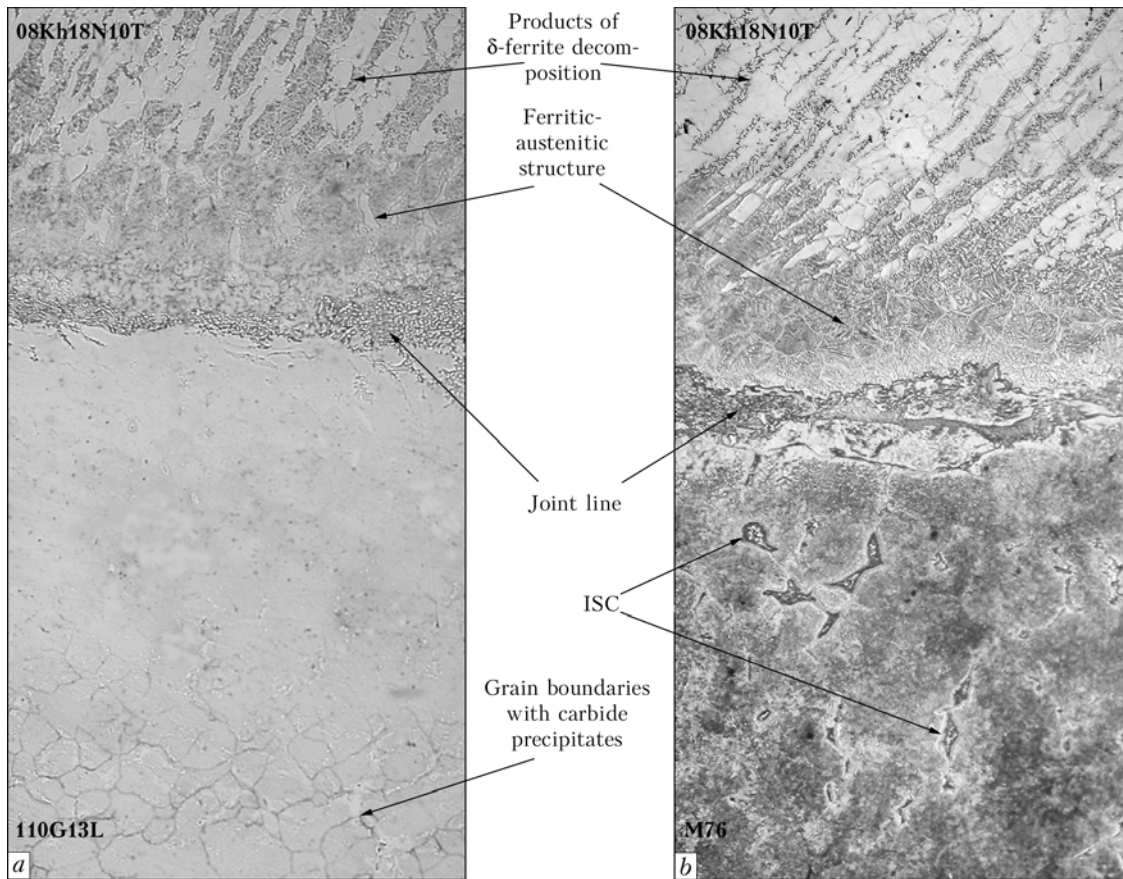 08Kh18N10T
Products of
δ-ferrite decom-
position
08Kh18N10T
Ferritic-
austenitic
structure
Joint line
ISC
Grain boundaries
with carbide
precipitates
110G13L
M76
a
b